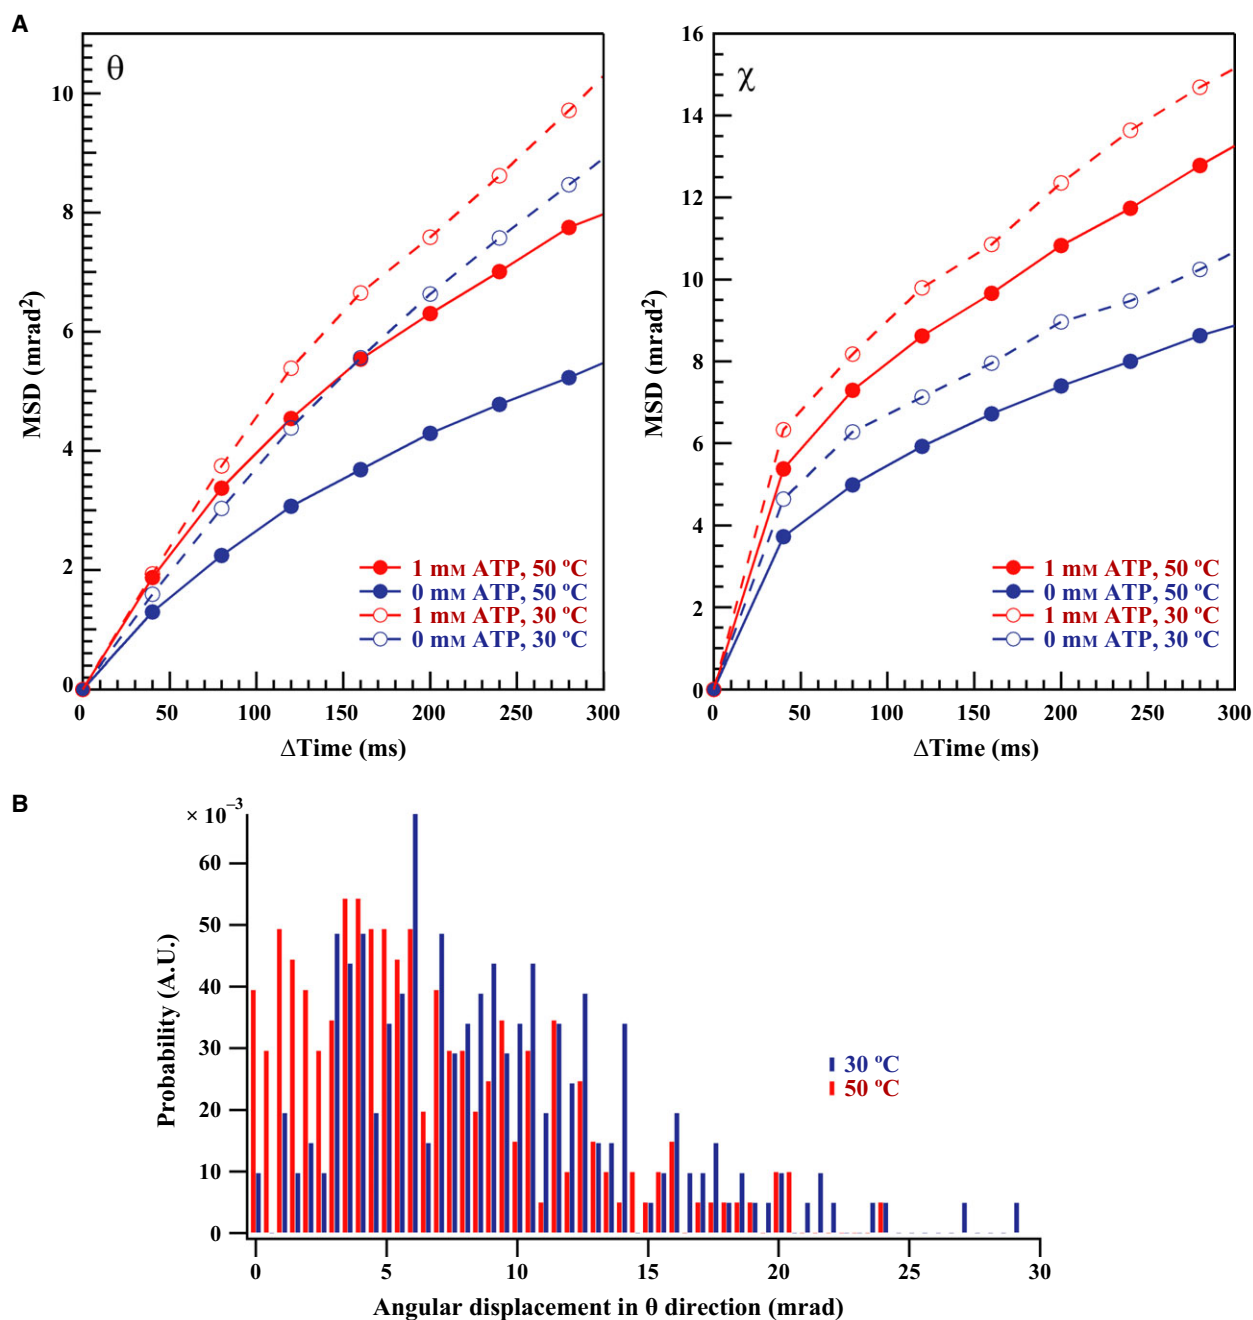 A
θ
MSD (mrad²)
10
8
6
4
2
0
0 50 100 150 200 250 300
ΔTime (ms)
1 mM ATP, 50 ºC
0 mM ATP, 50 ºC
1 mM ATP, 30 ºC
0 mM ATP, 30 ºC
χ
MSD (mrad²)
16
14
12
10
8
6
4
2
0
0 50 100 150 200 250 300
ΔTime (ms)
1 mM ATP, 50 ºC
0 mM ATP, 50 ºC
1 mM ATP, 30 ºC
0 mM ATP, 30 ºC
B
× 10⁻³
Probability (A.U.)
60
50
40
30
20
10
0
30 ºC
50 ºC
0 5 10 15 20 25 30
Angular displacement in θ direction (mrad)